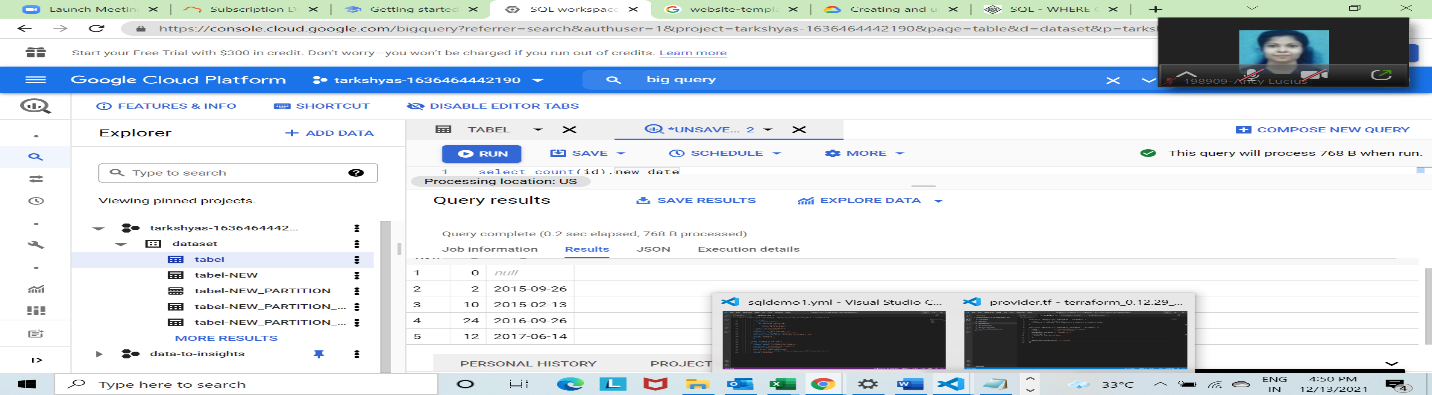 Launch Meeti
Subscription D
Getting started
SQL workspac
website-templ
Creating and u
SQL - WHERE C
https://console.cloud.google.com/bigquery?referrer=search&authuser=1&project=tarkshyas-1636464442190&page=table&d=dataset&p=tarks
Start your Free Trial with $300 in credit. Don't worry—you won't be charged if you run out of credits. Learn more
Google Cloud Platform
tarkshyas-1636464442190
big query
198909-Ancy Lucius
FEATURES & INFO
SHORTCUT
DISABLE EDITOR TABS
Explorer
+ ADD DATA
TABEL
*UNSAVE... 2
COMPOSE NEW QUERY
RUN
SAVE
SCHEDULE
MORE
This query will process 768 B when run.
Type to search
1 select count(id),new_date
Processing location: US
Viewing pinned projects.
Query results
SAVE RESULTS
EXPLORE DATA
tarkshyas-1636464442...
Query complete (0.2 sec elapsed, 768 B processed)
dataset
Job information
Results
JSON
Execution details
tabel
tabel-NEW
tabel-NEW_PARTITION
tabel-NEW_PARTITION_...
tabel-NEW_PARTITION_...
MORE RESULTS
data-to-insights
1 0 null
2 2 2015-09-26
3 10 2015-02-13
4 24 2016-09-26
5 12 2017-06-14
sqldemo1.yml - Visual Studio C...
provider.tf - terraform_0.12.29_...
PERSONAL HISTORY
PROJECT
Type here to search
33°C
ENG
IN
4:50 PM
12/13/2021
4